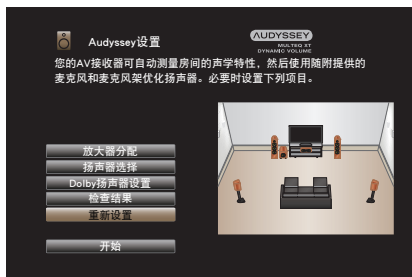 Audyssey设置
AUDYSSEY
MULTEQ XT
DYNAMIC VOLUME
您的AV接收器可自动测量房间的声学特性，然后使用随附提供的
麦克风和麦克风架优化扬声器。必要时设置下列项目。
放大器分配
扬声器选择
Dolby扬声器设置
检查结果
重新设置
开始